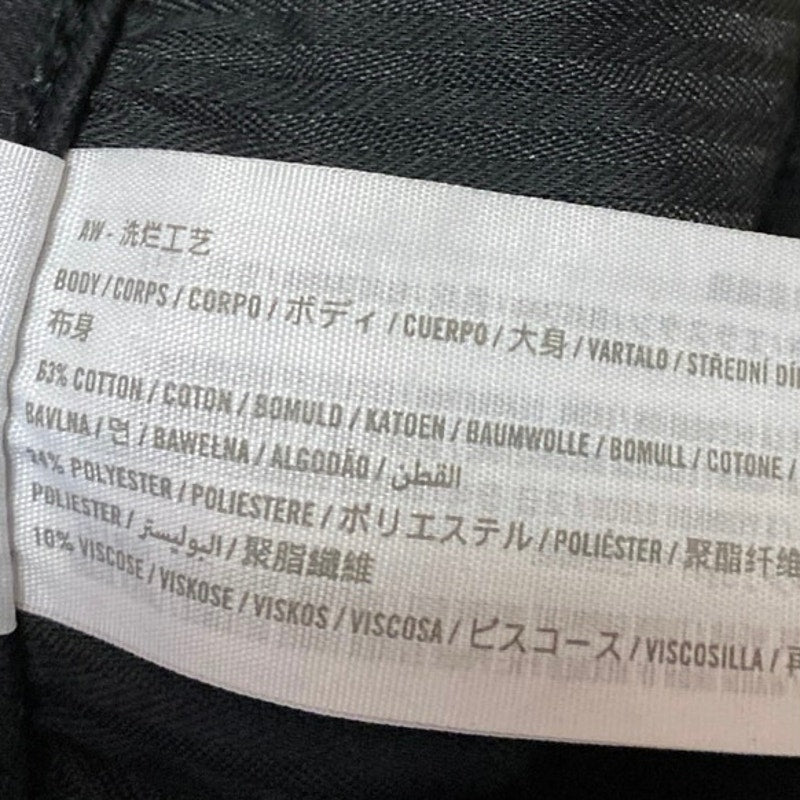 AW - 洗烂工艺
BODY / CORPS / CORPO / ボディ / CUERPO / 大身 / VARTALO / STŘEDNÍ DÍL
布身
63% COTTON / COTON / BOMULD / KATOEN / BAUMWOLLE / BOMULL / COTONE /
BAVLNA / 면 / BAWEŁNA / ALGODÃO / القطن
% POLYESTER / POLIESTERE / ポリエステル / POLIÉSTER / 聚酯纤维
POLIESTER / البوليستر / 聚脂纖維
10% VISCOSE / VISKOSE / VISKOS / VISCOSA / ビスコース / VISCOSILLA / 再